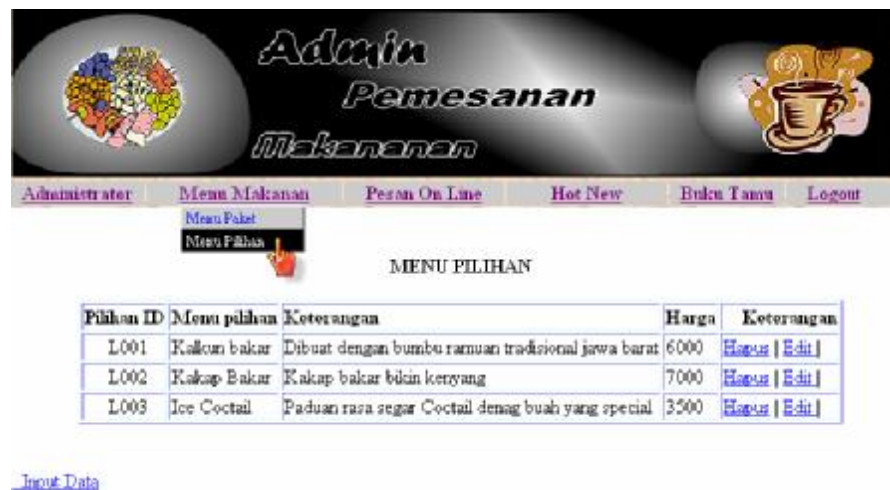 Admin
Pemesanan
Makananan
Administrator Menu Makanan Pesan On Line Hot New Buku Tamu Logout
Menu Paket
Menu Pilihan
MENU PILIHAN
Pilihan ID Menu pilihan Keterangan Harga Keterangan
L001 Kalkun bakar Dibuat dengan bumbu ramuan tradisional jawa barat 6000 Hapus | Edit |
L002 Kakap Bakar Kakap bakar bikin kenyang 7000 Hapus | Edit |
L003 Ice Coctail Paduan rasa segar Coctail denag buah yang special 3500 Hapus | Edit |
Input Data